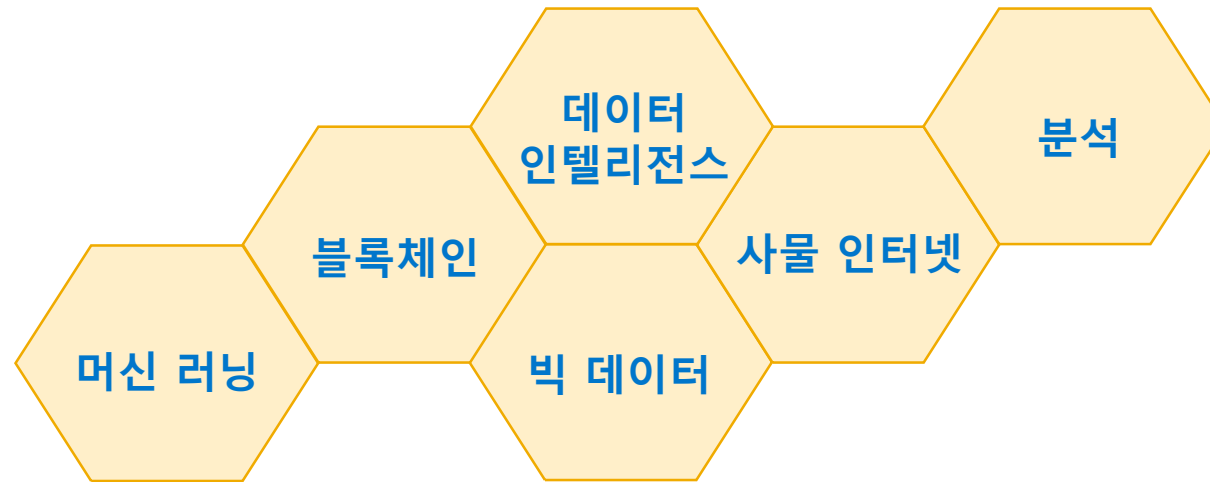 데이터
인텔리전스
분석
블록체인
사물 인터넷
머신 러닝
빅 데이터